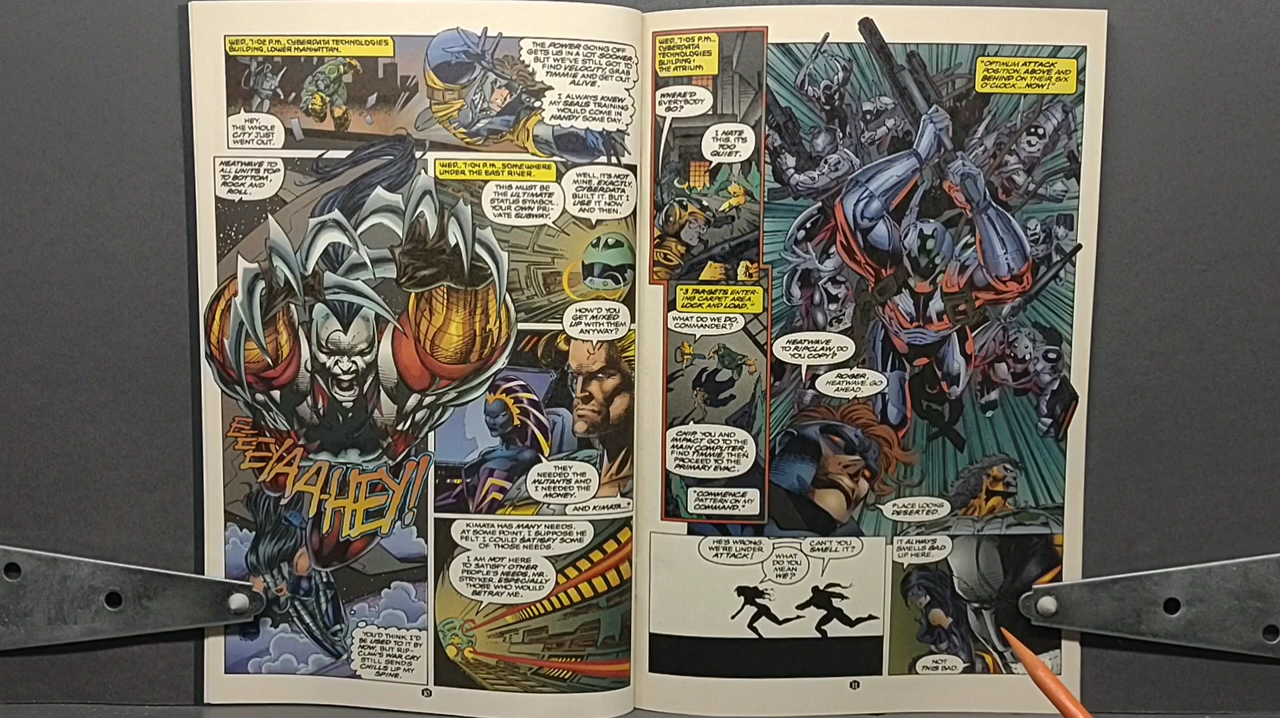 WED., 7:02 P.M., CYBERDATA TECHNOLOGIES
BUILDING, LOWER MANHATTAN.
HEY,
THE WHOLE
CITY JUST
WENT OUT.
THE POWER GOING OFF
GETS US IN A LOT SOONER,
BUT WE'VE STILL GOT TO
FIND VELOCITY, GRAB
TIMMIE AND GET OUT
ALIVE.
I ALWAYS KNEW
MY SEALS TRAINING
WOULD COME IN
HANDY SOME DAY.
HEATWAVE TO
ALL UNITS TOP
TO BOTTOM,
ROCK AND
ROLL.
EEEYAA-HEY!!
YOU'D THINK I'D
BE USED TO IT BY
NOW, BUT RIP-
CLAW'S WAR CRY
STILL SENDS
CHILLS UP MY
SPINE.
WED., 7:04 P.M., SOMEWHERE
UNDER THE EAST RIVER.
THIS MUST BE
THE ULTIMATE
STATUS SYMBOL.
YOUR OWN PRI-
VATE SUBWAY.
WELL, IT'S NOT
MINE, EXACTLY.
CYBERDATA
BUILT IT. BUT I
USE IT NOW
AND THEN.
HOW'D YOU
GET MIXED
UP WITH THEM
ANYWAY?
THEY
NEEDED THE
MUTANTS AND
I NEEDED THE
MONEY.
AND KIMATA...?
KIMATA HAS MANY NEEDS.
AT SOME POINT, I SUPPOSE HE
FELT I COULD SATISFY SOME
OF THOSE NEEDS.
I AM NOT HERE
TO SATISFY OTHER
PEOPLE'S NEEDS, MR.
STRYKER. ESPECIALLY
THOSE WHO WOULD
BETRAY ME.
10
WED., 7:05 P.M.,
CYBERDATA
TECHNOLOGIES
BUILDING:
THE ATRIUM
WHERE'D
EVERYBODY
GO?
I HATE
THIS. IT'S
TOO
QUIET.
"3 TARGETS ENTER-
ING CARPET AREA.
LOCK AND LOAD."
WHAT DO WE DO,
COMMANDER?
CHIP, YOU AND
IMPACT GO TO THE
MAIN COMPUTER,
FIND TIMMIE, THEN
PROCEED TO THE
PRIMARY EVAC.
"COMMENCE
PATTERN ON MY
COMMAND."
"OPTIMUM ATTACK
POSITION, ABOVE AND
BEHIND ON THEIR SIX
O'CLOCK...NOW!"
HEATWAVE
TO RIPCLAW, DO
YOU COPY?
ROGER,
HEATWAVE. GO
AHEAD.
PLACE LOOKS
DESERTED.
HE'S WRONG.
WE'RE UNDER
ATTACK!
WHAT
DO YOU
MEAN
WE?
CAN'T YOU
SMELL IT?
IT ALWAYS
SMELLS BAD
UP HERE.
NOT
THIS BAD.
11